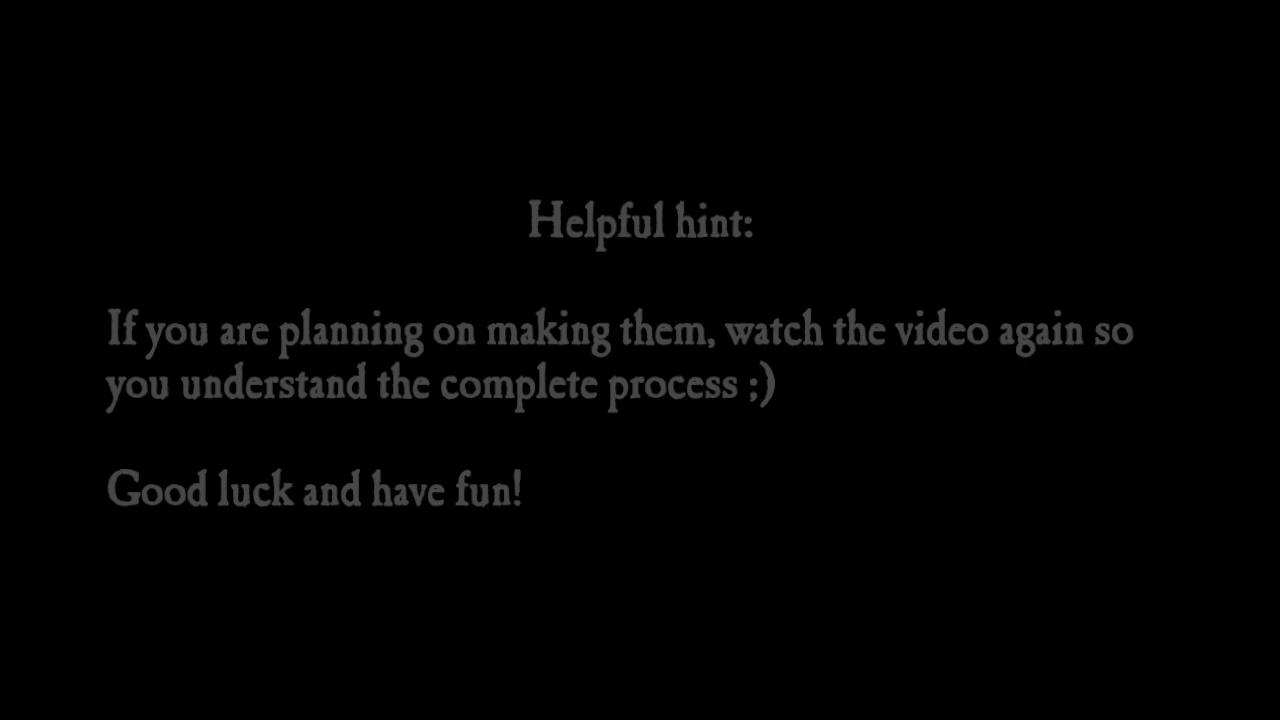 Helpful hint:
If you are planning on making them, watch the video again so
you understand the complete process ;)
Good luck and have fun!